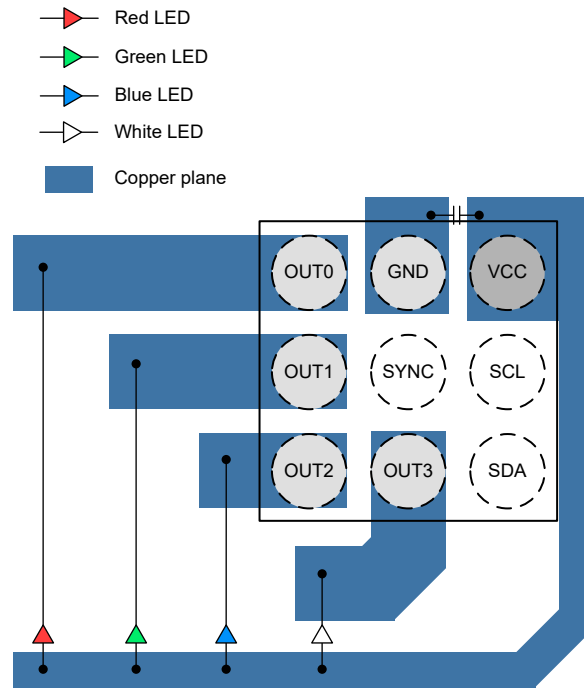 Red LED
Green LED
Blue LED
White LED
Copper plane
OUT0 GND VCC
OUT1 SYNC SCL
OUT2 OUT3 SDA